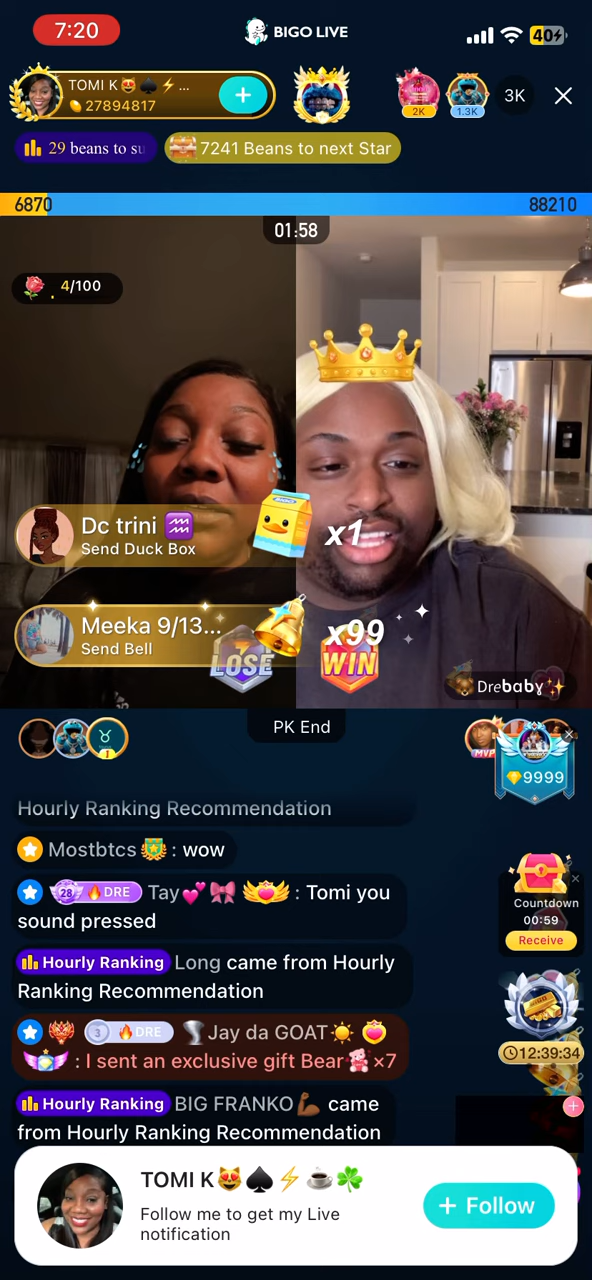 7:20
BIGO LIVE
40
TOMI K😻♠️⚡ ...
27894817
2K
1.3K
3K
29 beans to su
7241 Beans to next Star
6870
88210
01:58
4/100
Dc trini ♒
Send Duck Box
x1
Meeka 9/13...
Send Bell
x99
LOSE
WIN
Drebaby✨
PK End
MVP
9999
Hourly Ranking Recommendation
Mostbtcs : wow
28 🔥DRE Tay💕🎀 : Tomi you
sound pressed
Countdown
00:59
Receive
Hourly Ranking Long came from Hourly
Ranking Recommendation
3 🔥DRE 🌪️Jay da GOAT☀️
: I sent an exclusive gift Bear×7
12:39:34
Hourly Ranking BIG FRANKO💪🏾 came
from Hourly Ranking Recommendation
TOMI K😻♠️⚡☕☘️
Follow me to get my Live
notification
+ Follow